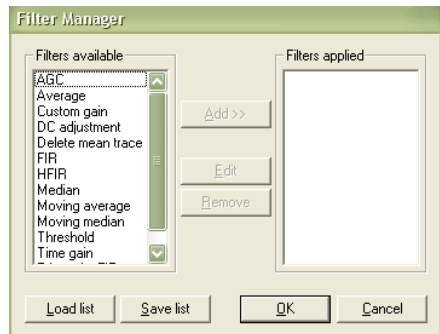 Filter Manager
Filters available
Filters applied
AGC
Average
Custom gain
DC adjustment
Delete mean trace
FIR
HFIR
Median
Moving average
Moving median
Threshold
Time gain
Add >>
Edit
Remove
Load list
Save list
OK
Cancel